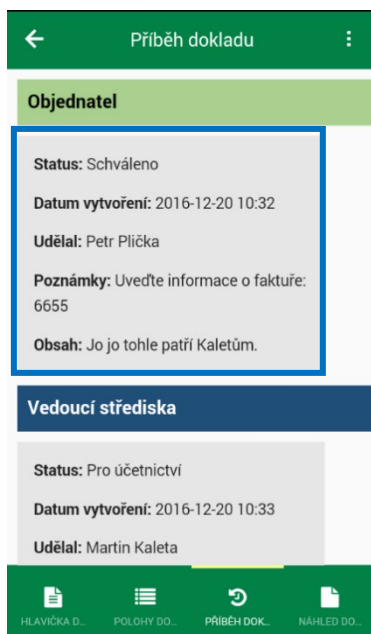 Příběh dokladu
Objednatel
Status: Schváleno
Datum vytvoření: 2016-12-20 10:32
Udělal: Petr Plička
Poznámky: Uveďte informace o faktuře:
6655
Obsah: Jo jo tohle patří Kaletům.
Vedoucí střediska
Status: Pro účetnictví
Datum vytvoření: 2016-12-20 10:33
Udělal: Martin Kaleta
HLAVIČKA D... POLOHY DO... PŘÍBĚH DOK... NÁHLED DO...